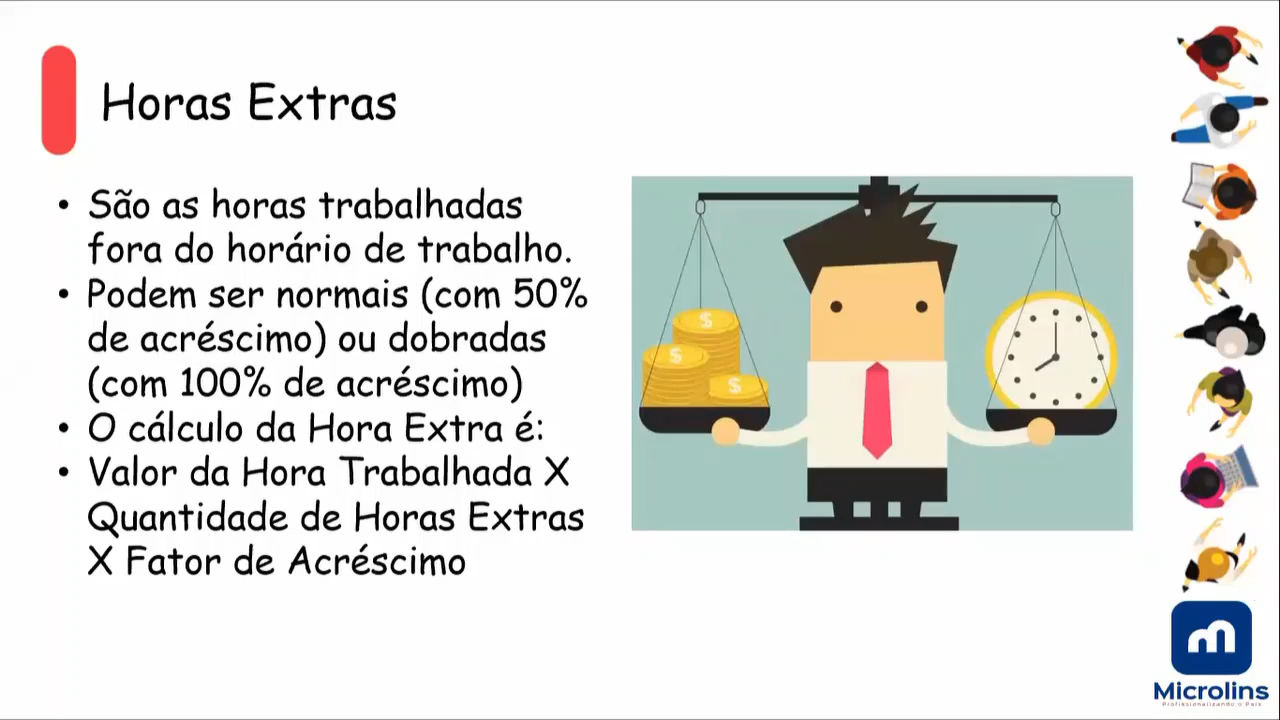 Horas Extras
• São as horas trabalhadas
fora do horário de trabalho.
• Podem ser normais (com 50%
de acréscimo) ou dobradas
(com 100% de acréscimo)
• O cálculo da Hora Extra é:
• Valor da Hora Trabalhada X
Quantidade de Horas Extras
X Fator de Acréscimo
$
$
$
Microlins
Profissionalizando o País